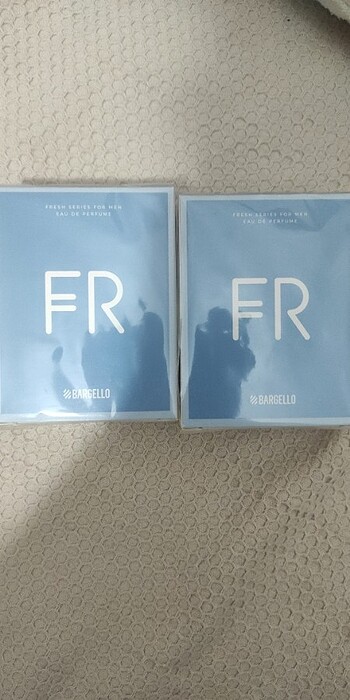 FRESH SERIES FOR MEN
EAU DE PERFUME
FR
BARGELLO
FRESH SERIES FOR MEN
EAU DE PERFUME
FR
BARGELLO